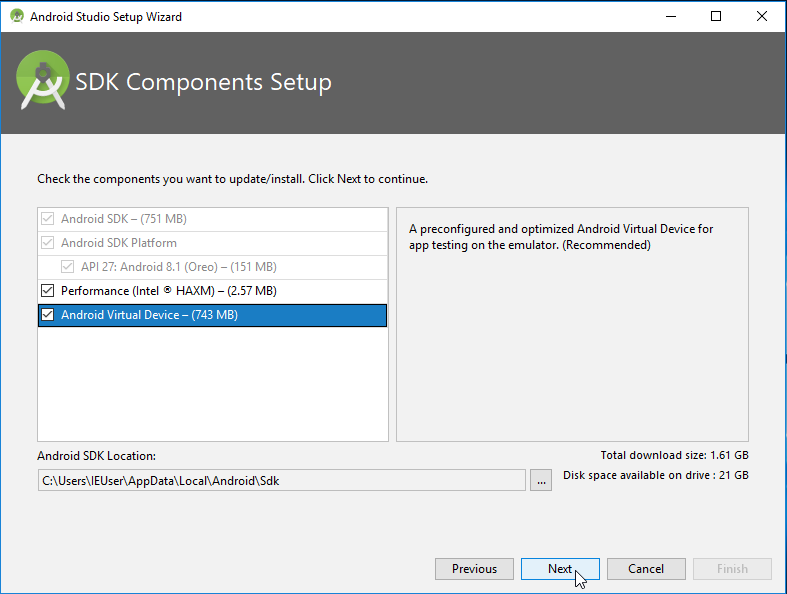 Android Studio Setup Wizard
SDK Components Setup
Check the components you want to update/install. Click Next to continue.
Android SDK – (751 MB)
Android SDK Platform
API 27: Android 8.1 (Oreo) – (151 MB)
Performance (Intel ® HAXM) – (2.57 MB)
Android Virtual Device – (743 MB)
A preconfigured and optimized Android Virtual Device for
app testing on the emulator. (Recommended)
Android SDK Location:
C:\Users\IEUser\AppData\Local\Android\Sdk
...
Total download size: 1.61 GB
Disk space available on drive : 21 GB
Previous
Next
Cancel
Finish